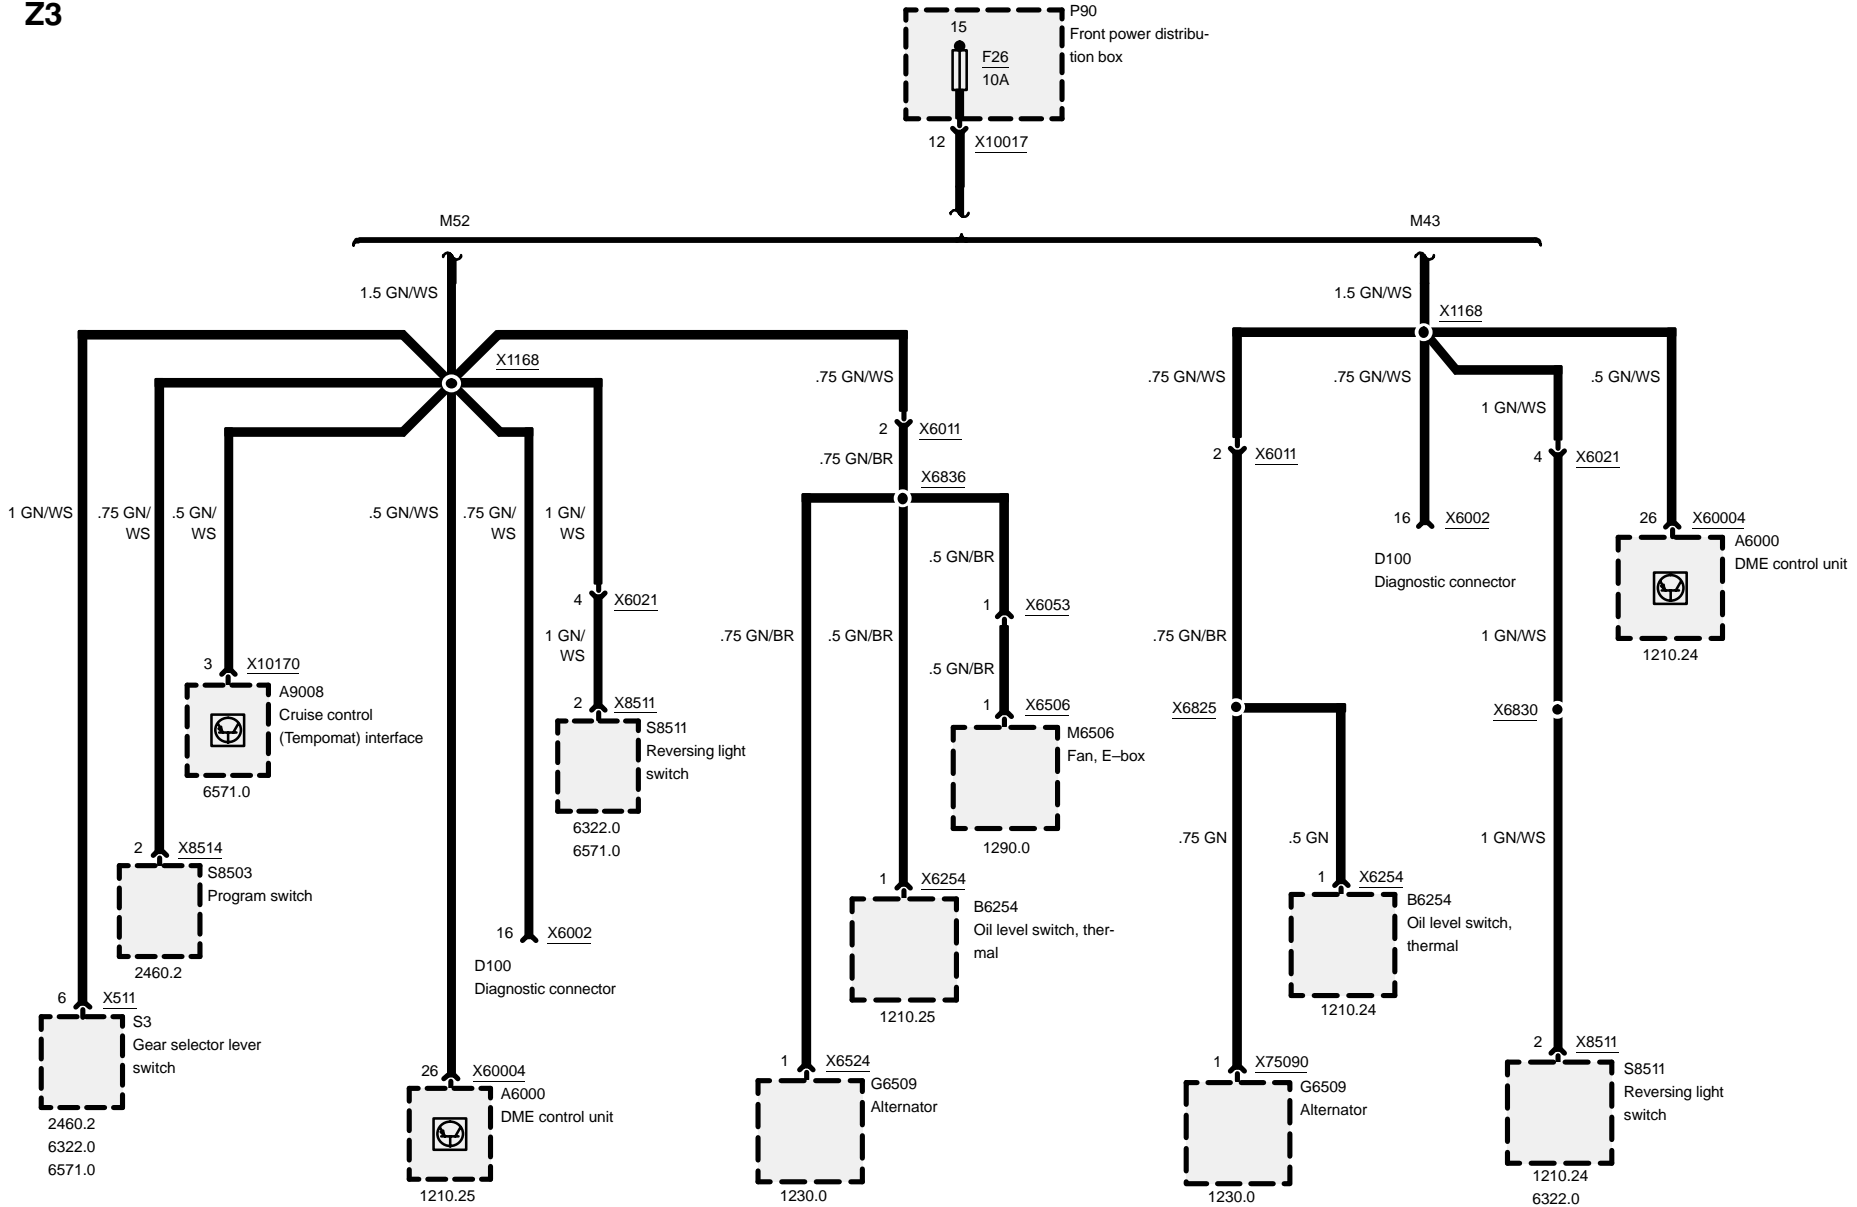 Z3
P90
Front power distribu-
tion box
15
F26
10A
12 X10017
M52
M43
1.5 GN/WS
1.5 GN/WS
X1168
X1168
.75 GN/WS
.75 GN/WS
.75 GN/WS
.5 GN/WS
1 GN/WS
2 X6011
.75 GN/BR
X6836
2 X6011
4 X6021
1 GN/WS
.75 GN/
WS
.5 GN/
WS
.5 GN/WS
.75 GN/
WS
1 GN/
WS
16 X6002
26 X60004
A6000
DME control unit
1210.24
D100
Diagnostic connector
.5 GN/BR
4 X6021
1 X6053
1 GN/
WS
.75 GN/BR
.5 GN/BR
.75 GN/BR
1 GN/WS
.5 GN/BR
3 X10170
A9008
Cruise control
(Tempomat) interface
6571.0
2 X8511
S8511
Reversing light
switch
6322.0
6571.0
1 X6506
M6506
Fan, E–box
1290.0
X6825
X6830
.75 GN
.5 GN
1 GN/WS
2 X8514
S8503
Program switch
2460.2
1 X6254
B6254
Oil level switch, ther-
mal
1210.25
1 X6254
B6254
Oil level switch,
thermal
1210.24
16 X6002
D100
Diagnostic connector
6 X511
S3
Gear selector lever
switch
2460.2
6322.0
6571.0
26 X60004
A6000
DME control unit
1210.25
1 X6524
G6509
Alternator
1230.0
1 X75090
G6509
Alternator
1230.0
2 X8511
S8511
Reversing light
switch
1210.24
6322.0